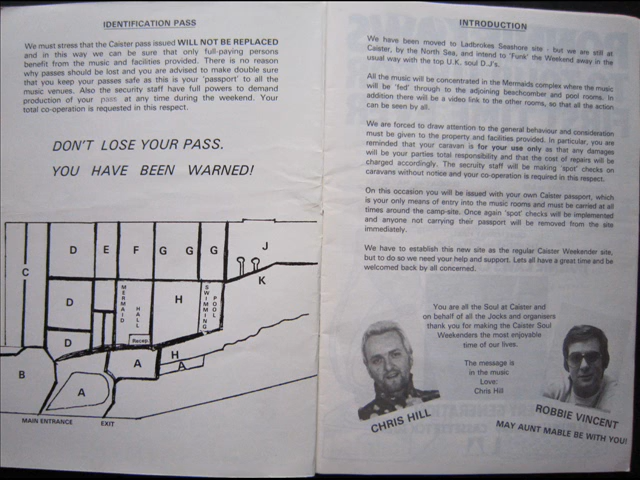 IDENTIFICATION PASS
We must stress that the Caister pass issued WILL NOT BE REPLACED
and in this way we can be sure that only full-paying persons
benefit from the music and facilities provided. There is no reason
why passes should be lost and you are advised to make double sure
that you keep your passes safe as this is your 'passport' to all the
music venues. Also the security staff have full powers to demand
production of your pass at any time during the weekend. Your
total co-operation is requested in this respect.
DON'T LOSE YOUR PASS.
YOU HAVE BEEN WARNED!
C
D
E
F
G
G
G
J
K
D
MERMAID
HALL
H
SWIMMING
POOL
D
Recep
H
A
A
B
A
MAIN ENTRANCE
EXIT
INTRODUCTION
We have been moved to Ladbrokes Seashore site - but we are still at
Caister, by the North Sea, and intend to 'Funk' the Weekend away in the
usual way with the top U.K. soul D.J's.
All the music will be concentrated in the Mermaids complex where the music
will be 'fed' through to the adjoining beachcomber and pool rooms. In
addition there will be a video link to the other rooms, so that all the action
can be seen by all.
We are forced to draw attention to the general behaviour and consideration
must be given to the property and facilities provided. In particular, you are
reminded that your caravan is for your use only as that any damages
will be your parties total responsibility and that the cost of repairs will be
charged accordingly. The secruity staff will be making 'spot' checks on
caravans without notice and your co-operation is required in this respect.
On this occasion you will be issued with your own Caister passport, which
is your only means of entry into the music rooms and must be carried at all
times around the camp-site. Once again 'spot' checks will be implemented
and anyone not carrying their passport will be removed from the site
immediately.
We have to establish this new site as the regular Caister Weekender site,
but to do so we need your help and support. Lets all have a great time and be
welcomed back by all concerned.
You are all the Soul at Caister and
on behalf of all the Jocks and organisers
thank you for making the Caister Soul
Weekenders the most enjoyable
time of our lives.
The message is
in the music
Love:
Chris Hill
CHRIS HILL
ROBBIE VINCENT
MAY AUNT MABLE BE WITH YOU!